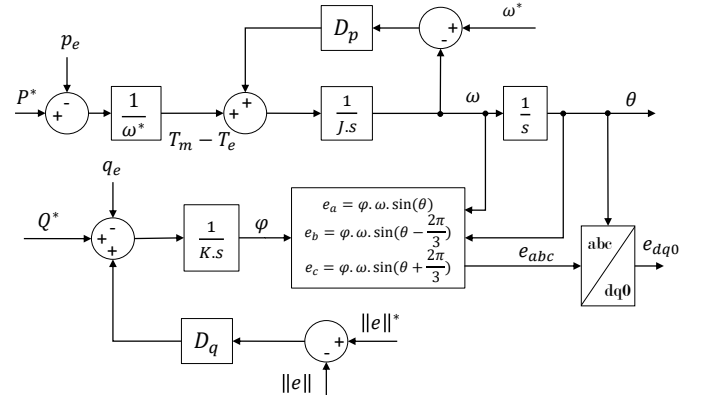 ω*
D_p
-
+
p_e
P*
-
+
1/ω*
T_m − T_e
+
+
1/J.s
ω
1/s
θ
q_e
Q*
-
+
+
1/K.s
φ
e_a = φ.ω.sin(θ)
e_b = φ.ω.sin(θ − 2π/3)
e_c = φ.ω.sin(θ + 2π/3)
e_abc
abc
dq0
e_dq0
D_q
+
-
‖e‖*
‖e‖